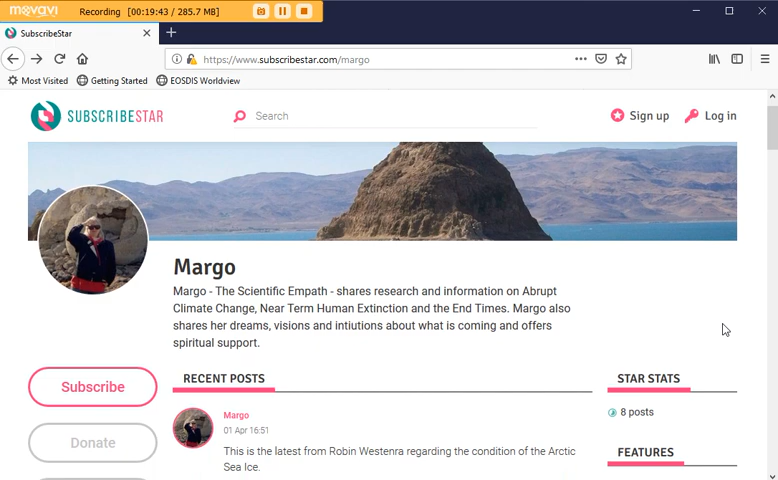 movavi Recording [00:19:43 / 285.7 MB]
SubscribeStar
https://www.subscribestar.com/margo
Most Visited Getting Started EOSDIS Worldview
SUBSCRIBESTAR Search Sign up Log in
Margo
Margo - The Scientific Empath - shares research and information on Abrupt
Climate Change, Near Term Human Extinction and the End Times. Margo also
shares her dreams, visions and intiutions about what is coming and offers
spiritual support.
Subscribe
Donate
RECENT POSTS
Margo
01 Apr 16:51
This is the latest from Robin Westenra regarding the condition of the Arctic
Sea Ice.
STAR STATS
8 posts
FEATURES